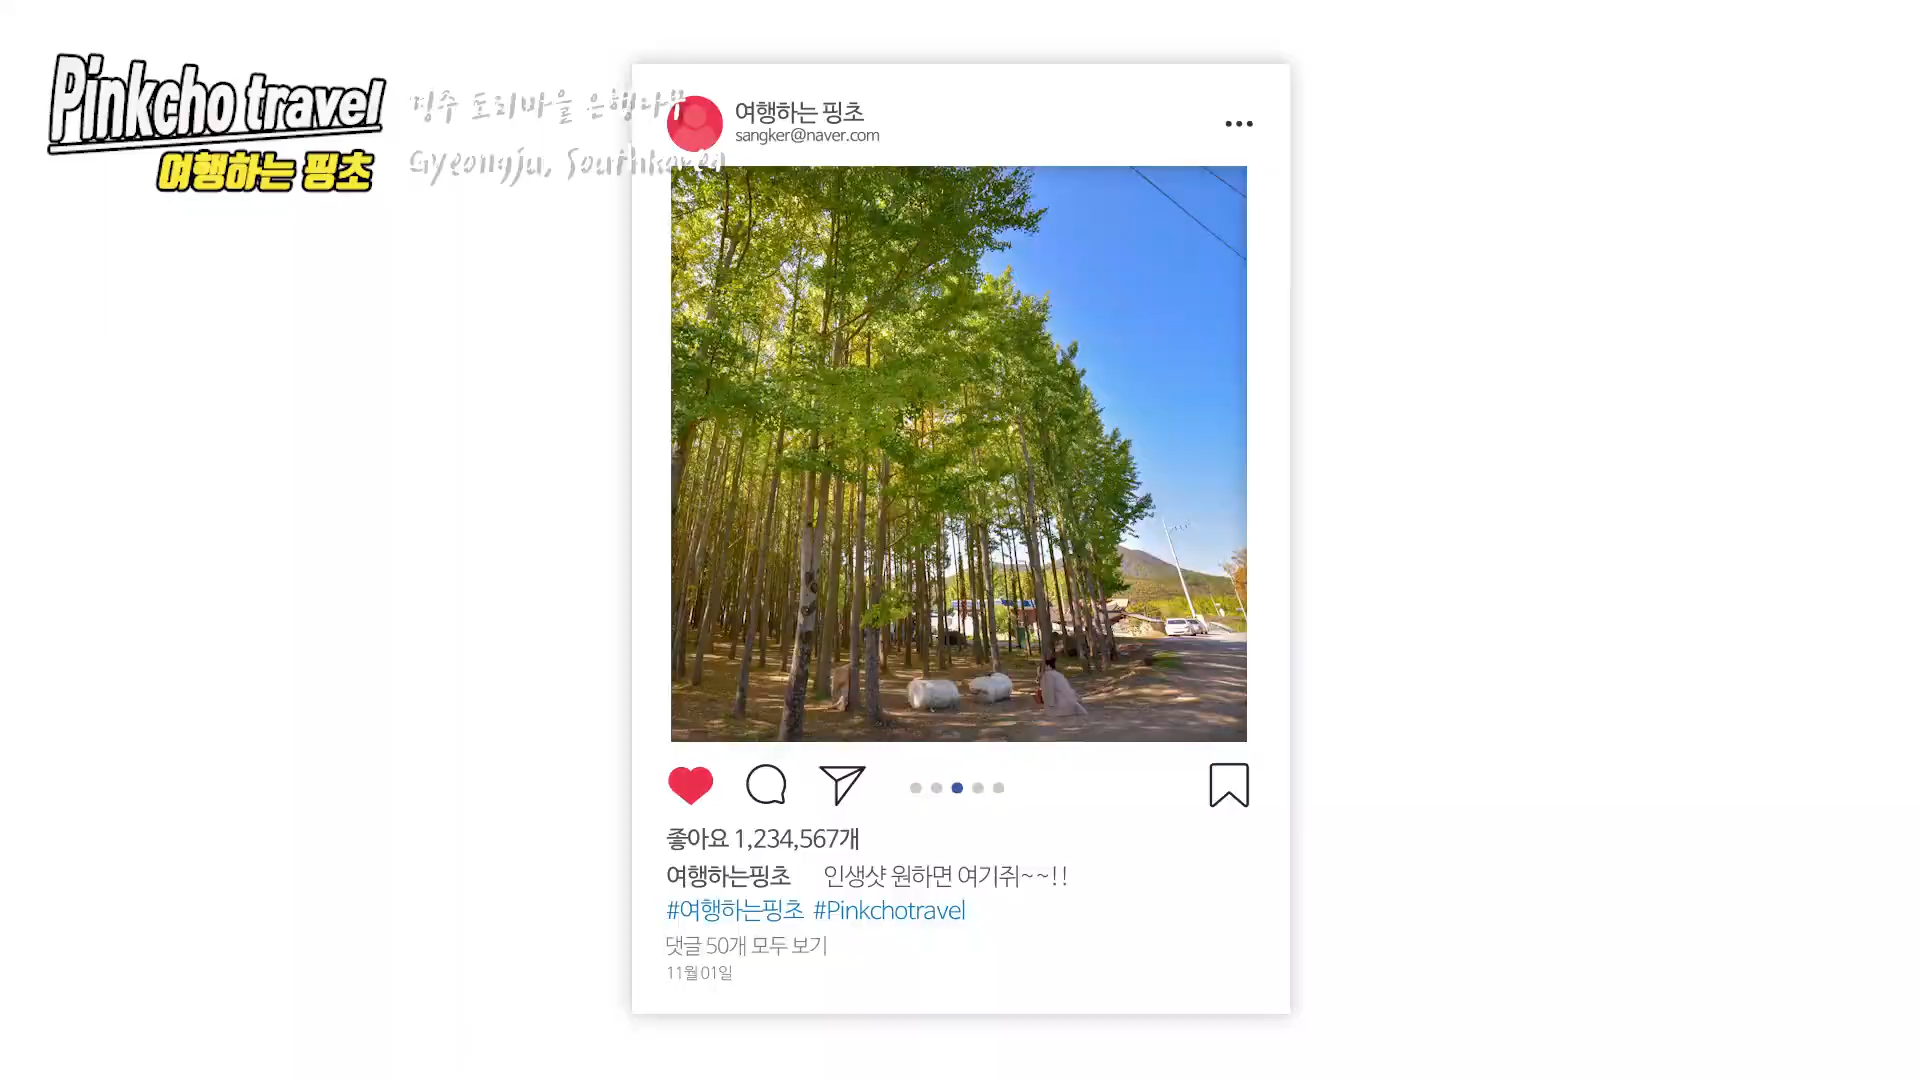 Pinkcho travel
여행하는 핑초
경주 도리마을 은행나무
Gyeongju, Southkorea
여행하는 핑초
sangker@naver.com
좋아요 1,234,567개
여행하는핑초 인생샷 원하면 여기쥐~~!!
#여행하는핑초 #Pinkchotravel
댓글 50개 모두 보기
11월 01일